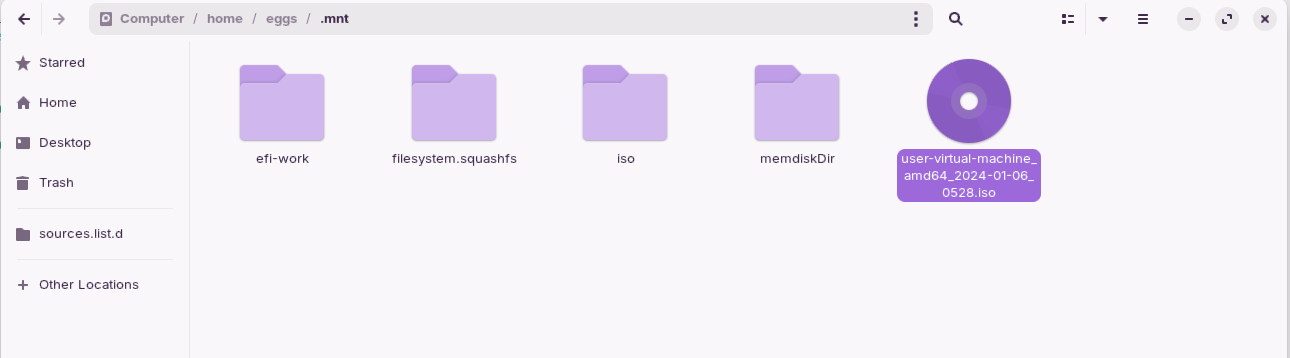 Computer / home / eggs / .mnt
Starred
Home
Desktop
Trash
sources.list.d
Other Locations
efi-work
filesystem.squashfs
iso
memdiskDir
user-virtual-machine_
amd64_2024-01-06_
0528.iso